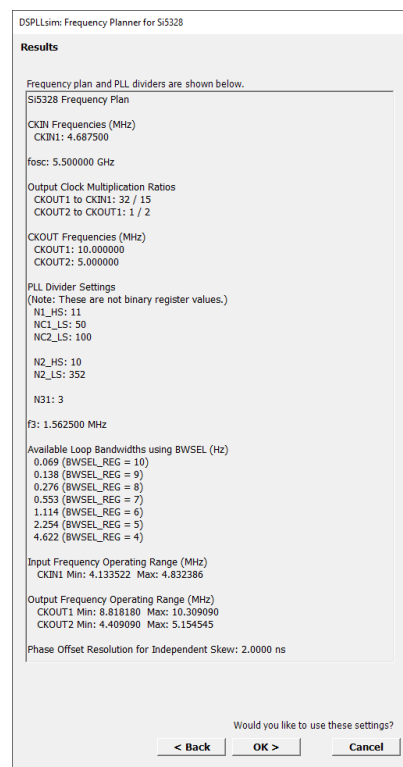 DSPLLsim: Frequency Planner for Si5328
Results
Frequency plan and PLL dividers are shown below.
Si5328 Frequency Plan
CKIN Frequencies (MHz)
CKIN1: 4.687500
fosc: 5.500000 GHz
Output Clock Multiplication Ratios
CKOUT1 to CKIN1: 32 / 15
CKOUT2 to CKOUT1: 1 / 2
CKOUT Frequencies (MHz)
CKOUT1: 10.000000
CKOUT2: 5.000000
PLL Divider Settings
(Note: These are not binary register values.)
N1_HS: 11
NC1_LS: 50
NC2_LS: 100
N2_HS: 10
N2_LS: 352
N31: 3
f3: 1.562500 MHz
Available Loop Bandwidths using BWSEL (Hz)
0.069 (BWSEL_REG = 10)
0.138 (BWSEL_REG = 9)
0.276 (BWSEL_REG = 8)
0.553 (BWSEL_REG = 7)
1.114 (BWSEL_REG = 6)
2.254 (BWSEL_REG = 5)
4.622 (BWSEL_REG = 4)
Input Frequency Operating Range (MHz)
CKIN1 Min: 4.133522 Max: 4.832386
Output Frequency Operating Range (MHz)
CKOUT1 Min: 8.818180 Max: 10.309090
CKOUT2 Min: 4.409090 Max: 5.154545
Phase Offset Resolution for Independent Skew: 2.0000 ns
Would you like to use these settings?
< Back
OK >
Cancel